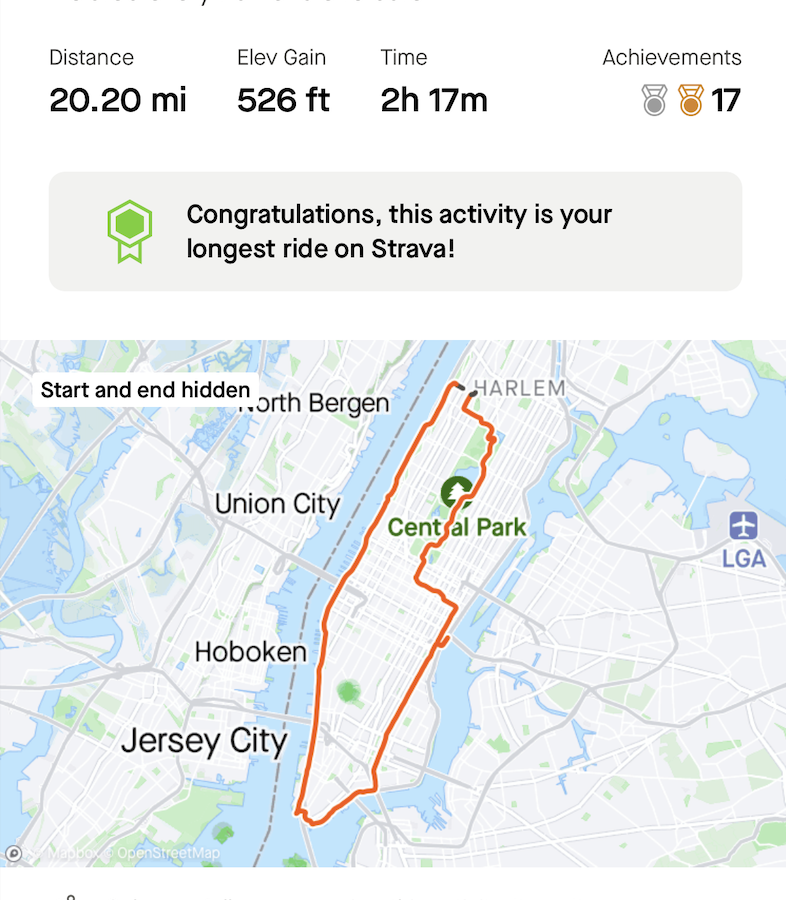 Distance
Elev Gain
Time
Achievements
20.20 mi
526 ft
2h 17m
17
Congratulations, this activity is your
longest ride on Strava!
Start and end hidden
HARLEM
North Bergen
Union City
Central Park
LGA
Hoboken
Jersey City
Mapbox © OpenStreetMap